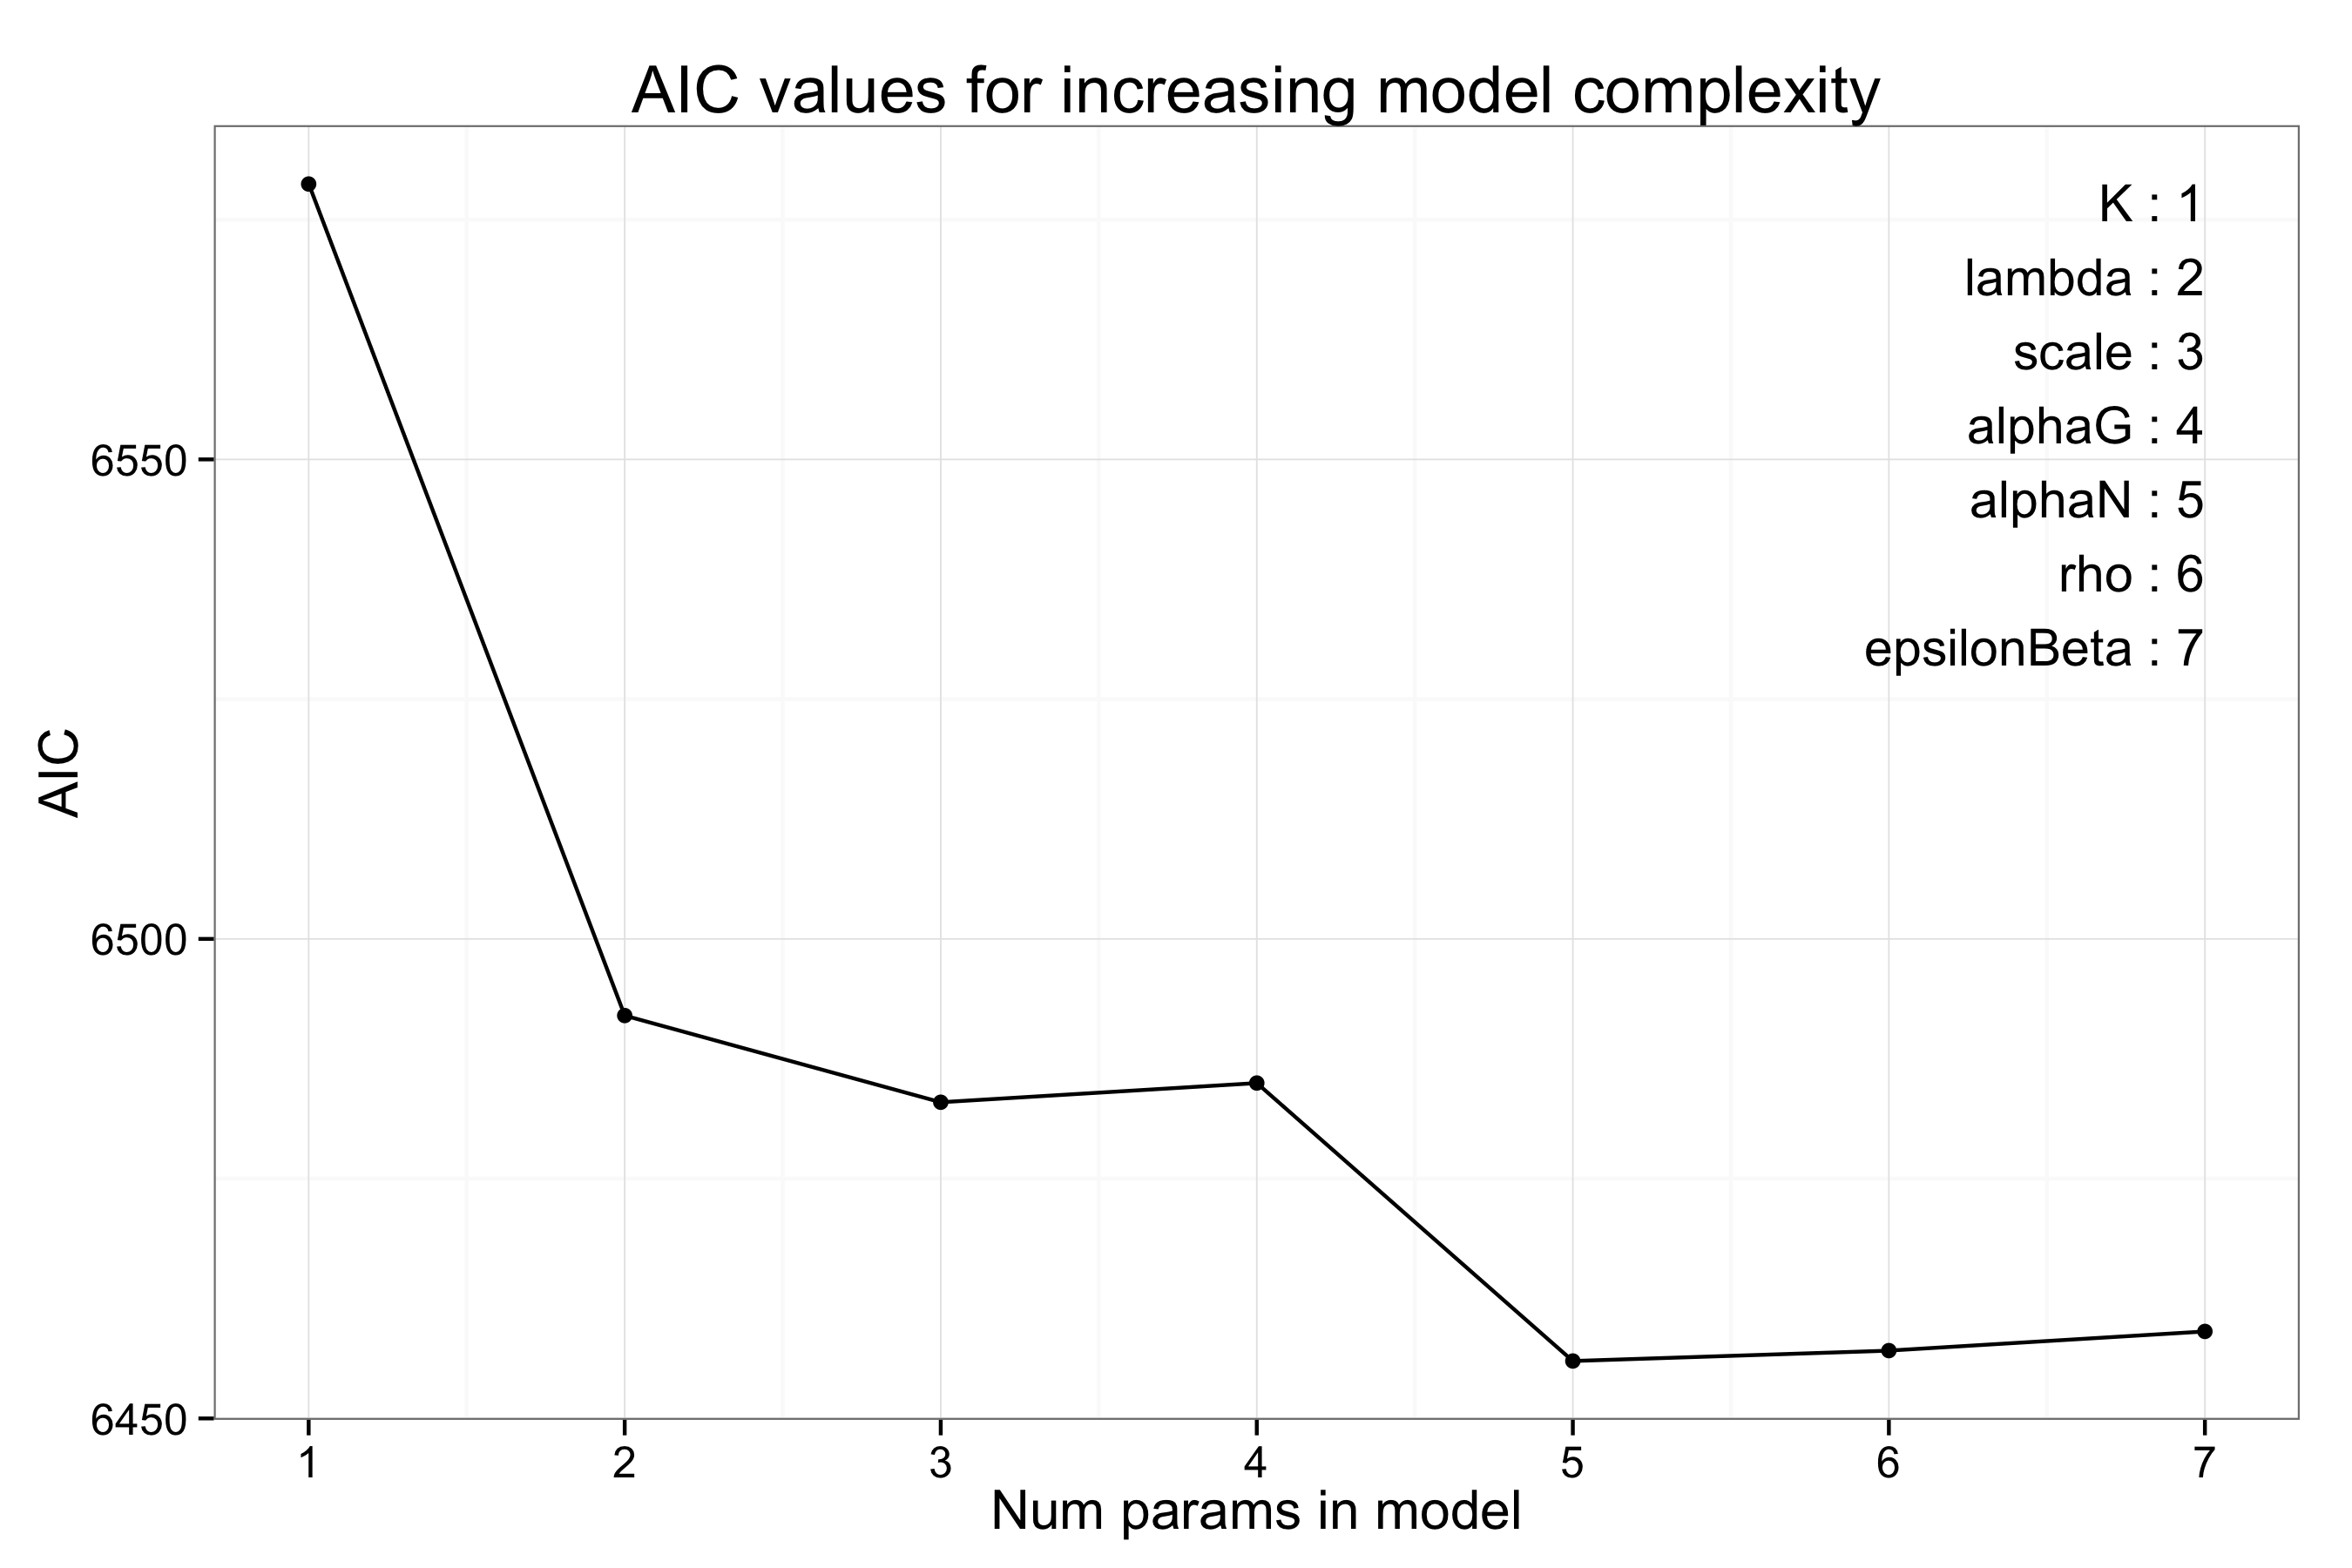 AIC values for increasing model complexity
K : 1
lambda : 2
scale : 3
alphaG : 4
alphaN : 5
rho : 6
epsilonBeta : 7
6550
6500
6450
AIC
1 2 3 4 5 6 7
Num params in model